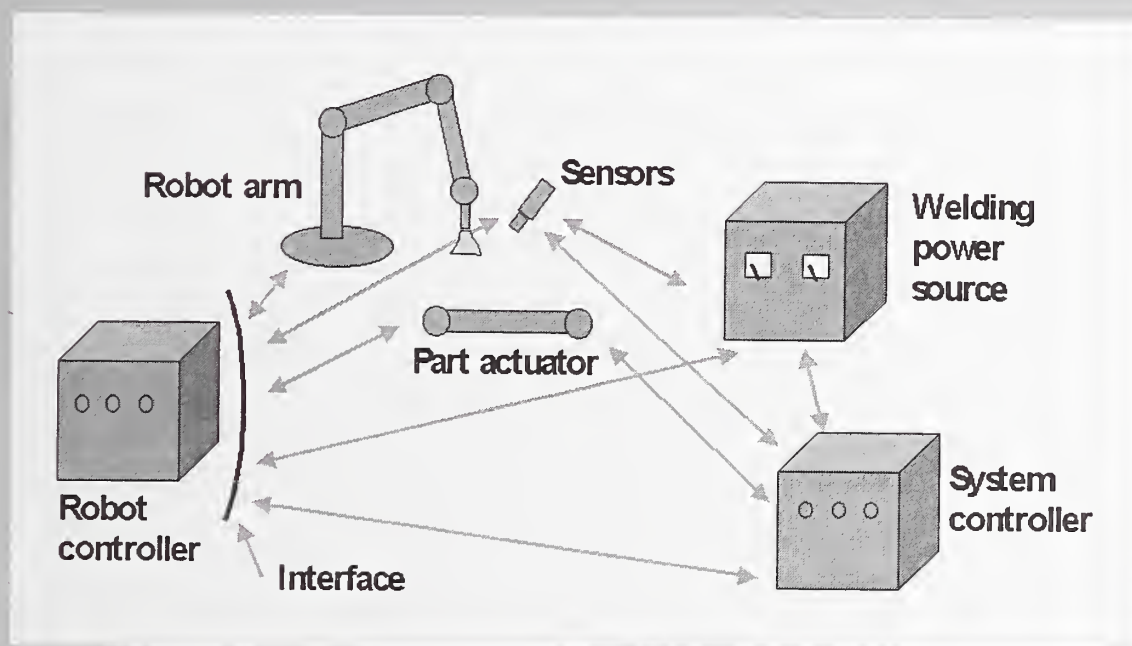 Robot arm
Sensors
Welding
power
source
Part actuator
Robot
controller
System
controller
Interface